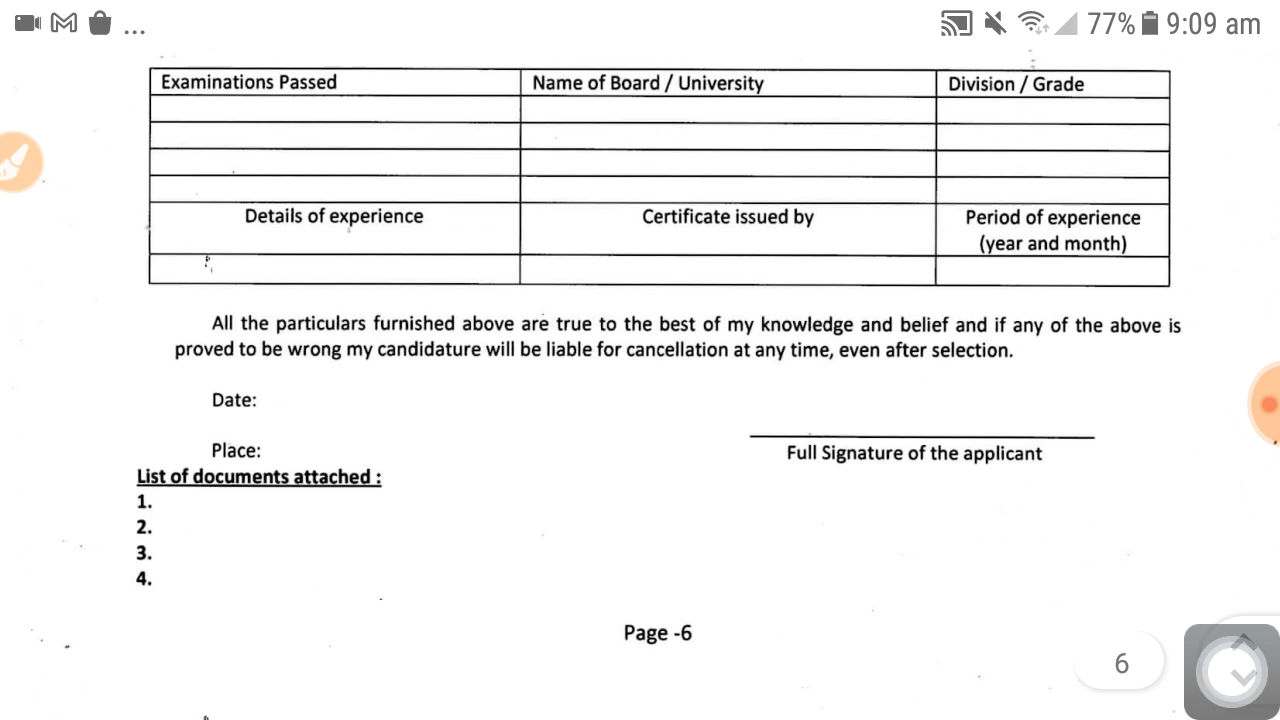 ... 77% 9:09 am
Examinations Passed Name of Board / University Division / Grade
Details of experience Certificate issued by Period of experience
(year and month)
All the particulars furnished above are true to the best of my knowledge and belief and if any of the above is
proved to be wrong my candidature will be liable for cancellation at any time, even after selection.
Date:
Place:
Full Signature of the applicant
List of documents attached :
1.
2.
3.
4.
Page -6
6